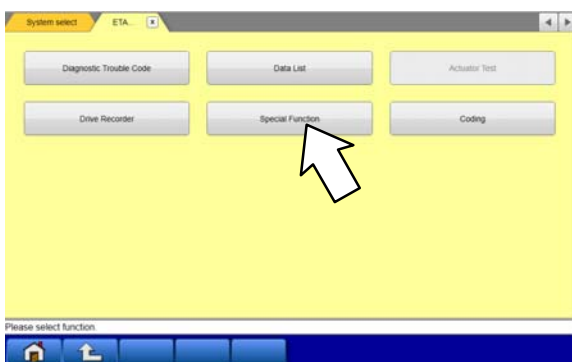 System select
ETA...
Diagnostic Trouble Code
Data List
Actuator Test
Drive Recorder
Special Function
Coding
Please select function.